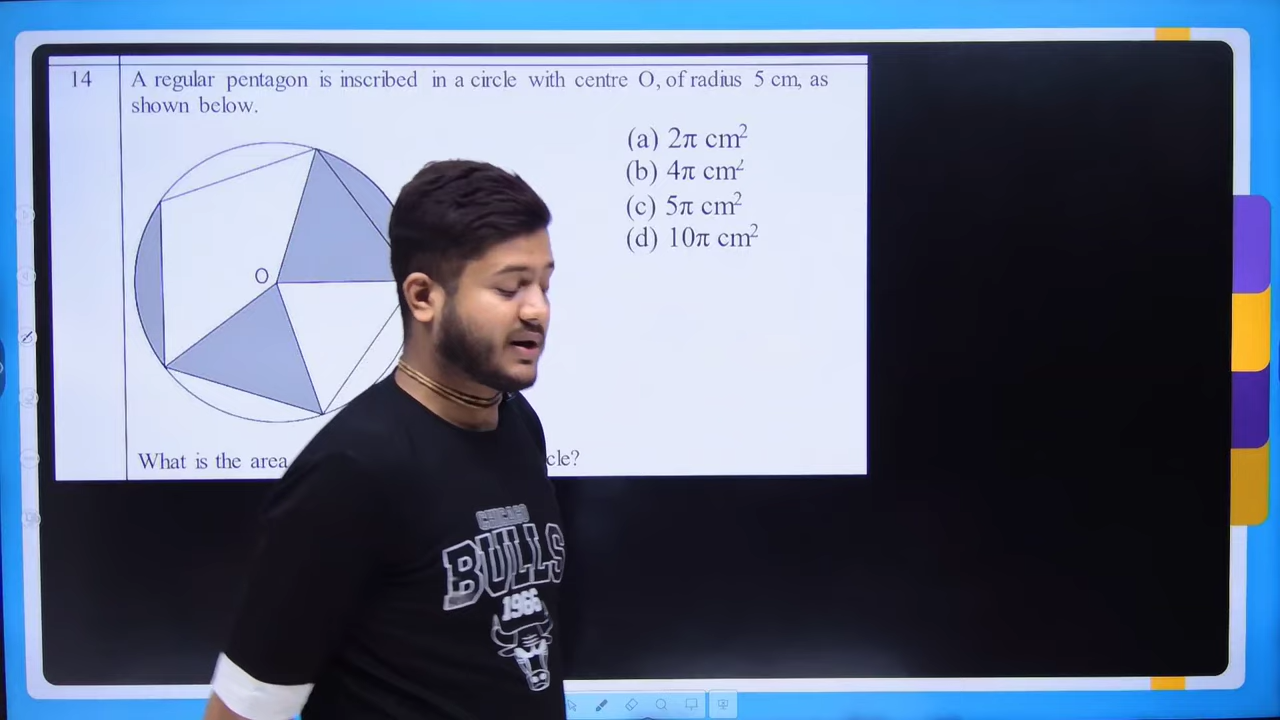 14
A regular pentagon is inscribed in a circle with centre O, of radius 5 cm, as
shown below.
(a) 2π cm²
(b) 4π cm²
(c) 5π cm²
(d) 10π cm²
O
What is the area cle?
CHICAGO
BULLS
1966